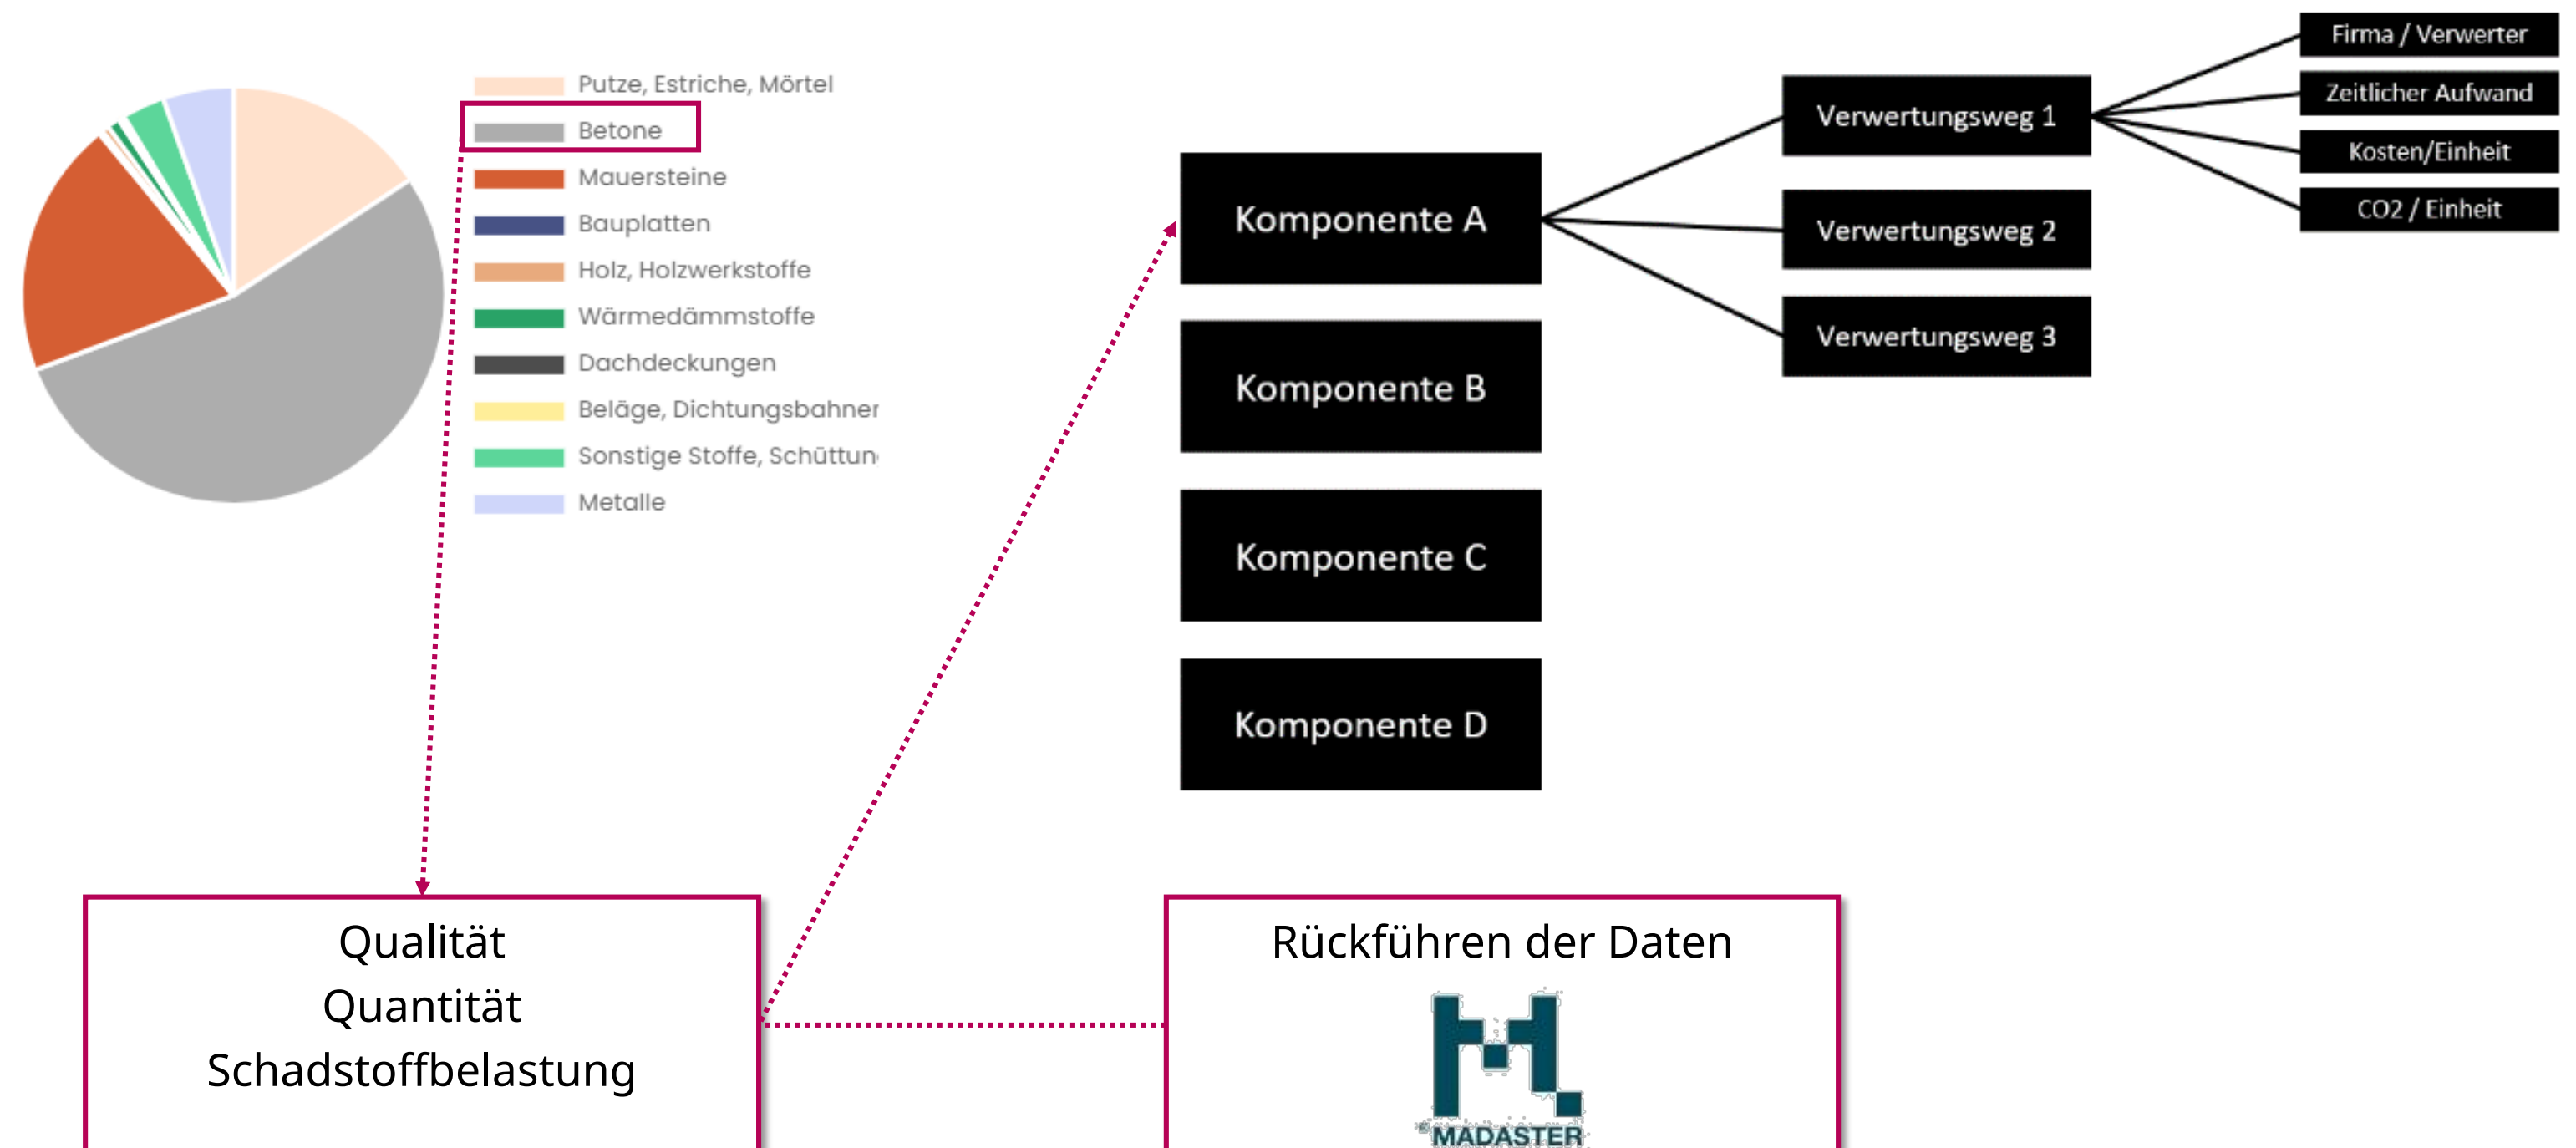 Putze, Estriche, Mörtel
Betone
Mauersteine
Bauplatten
Holz, Holzwerkstoffe
Wärmedämmstoffe
Dachdeckungen
Beläge, Dichtungsbahner
Sonstige Stoffe, Schüttun
Metalle
Komponente A
Komponente B
Komponente C
Komponente D
Verwertungsweg 1
Verwertungsweg 2
Verwertungsweg 3
Firma / Verwerter
Zeitlicher Aufwand
Kosten/Einheit
CO2 / Einheit
Qualität
Quantität
Schadstoffbelastung
Rückführen der Daten
MADASTER